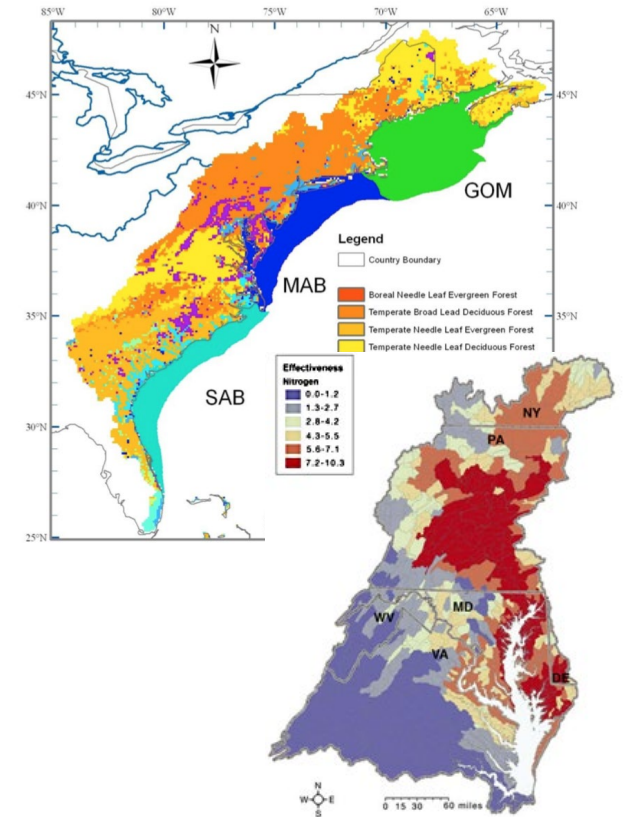 85°W 80°W 75°W 70°W 65°W
N
45°N 45°N
GOM
40°N 40°N
Legend
Country Boundary
MAB
Boreal Needle Leaf Evergreen Forest
Temperate Broad Lead Deciduous Forest
35°N 35°N
Temperate Needle Leaf Evergreen Forest
Temperate Needle Leaf Deciduous Forest
SAB
Effectiveness
Nitrogen
0.0-1.2
1.3-2.7
2.8-4.2
4.3-5.5
5.6-7.1
7.2-10.3
30°N
25°N
NY
PA
MD
WV
VA
DE
N
W E
S
0 15 30 60 miles